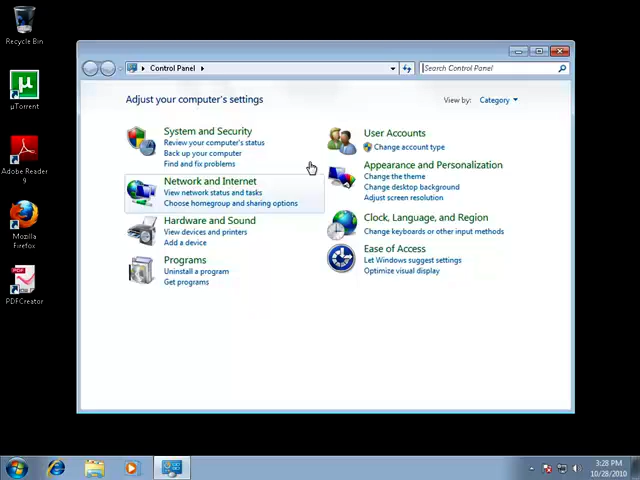 Recycle Bin
µTorrent
Adobe Reader
9
Mozilla
Firefox
PDFCreator
Control Panel
Search Control Panel
Adjust your computer's settings
View by: Category
System and Security
Review your computer's status
Back up your computer
Find and fix problems
Network and Internet
View network status and tasks
Choose homegroup and sharing options
Hardware and Sound
View devices and printers
Add a device
Programs
Uninstall a program
Get programs
User Accounts
Change account type
Appearance and Personalization
Change the theme
Change desktop background
Adjust screen resolution
Clock, Language, and Region
Change keyboards or other input methods
Ease of Access
Let Windows suggest settings
Optimize visual display
3:28 PM
10/28/2010